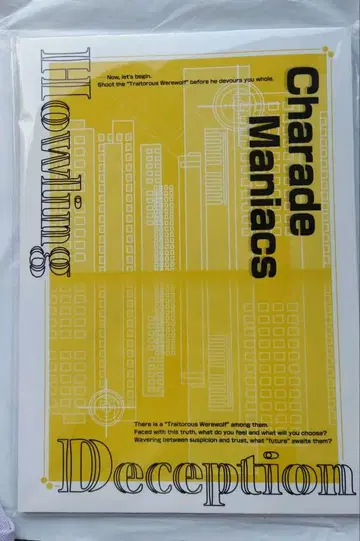 Howling
Now, let's begin.
Shoot the "Traitorous Werewolf" before he devours you whole.
Charade
Maniacs
There is a "Traitorous Werewolf" among them.
Faced with this truth, what do you feel and what will you choose?
Wavering between suspicion and trust, what "future" awaits them?
Deception